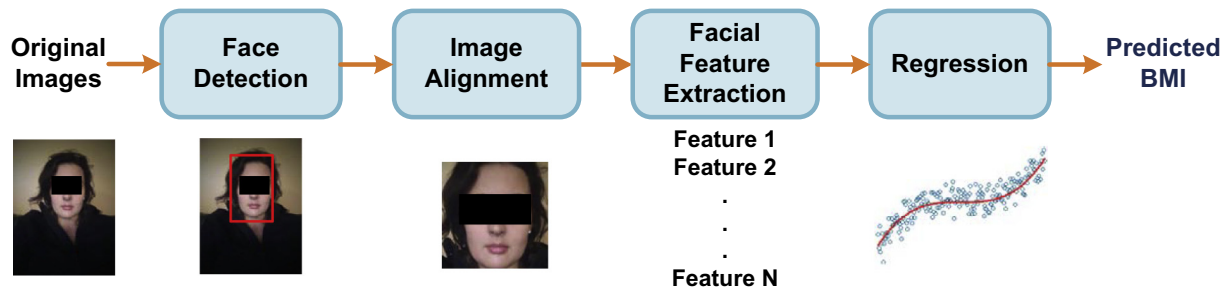 Original
Images
Face
Detection
Image
Alignment
Facial
Feature
Extraction
Regression
Predicted
BMI
Feature 1
Feature 2
.
.
.
Feature N